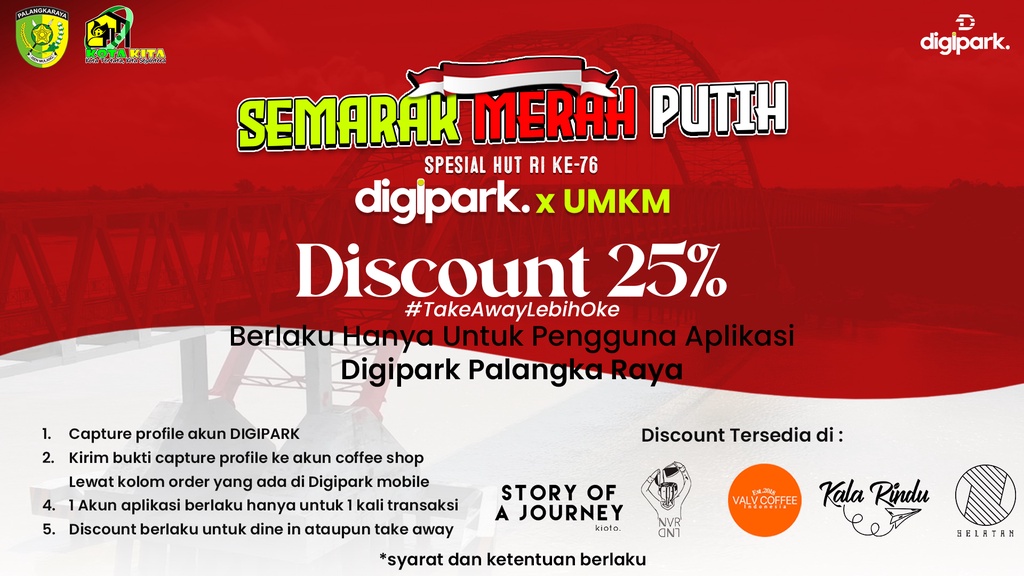 PALANGKARAYA
KOTA KITA
digipark.
SEMARAK MERAH PUTIH
SPESIAL HUT RI KE-76
digipark. x UMKM
Discount 25%
#TakeAwayLebihOke
Berlaku Hanya Untuk Pengguna Aplikasi
Digipark Palangka Raya
1. Capture profile akun DIGIPARK
2. Kirim bukti capture profile ke akun coffee shop
Lewat kolom order yang ada di Digipark mobile
4. 1 Akun aplikasi berlaku hanya untuk 1 kali transaksi
5. Discount berlaku untuk dine in ataupun take away
Discount Tersedia di :
STORY OF
A JOURNEY
kioto.
NVR
LND
Est. 2018
VALV COFFEE
Indonesia
Kala Rindu
SELATAN
*syarat dan ketentuan berlaku